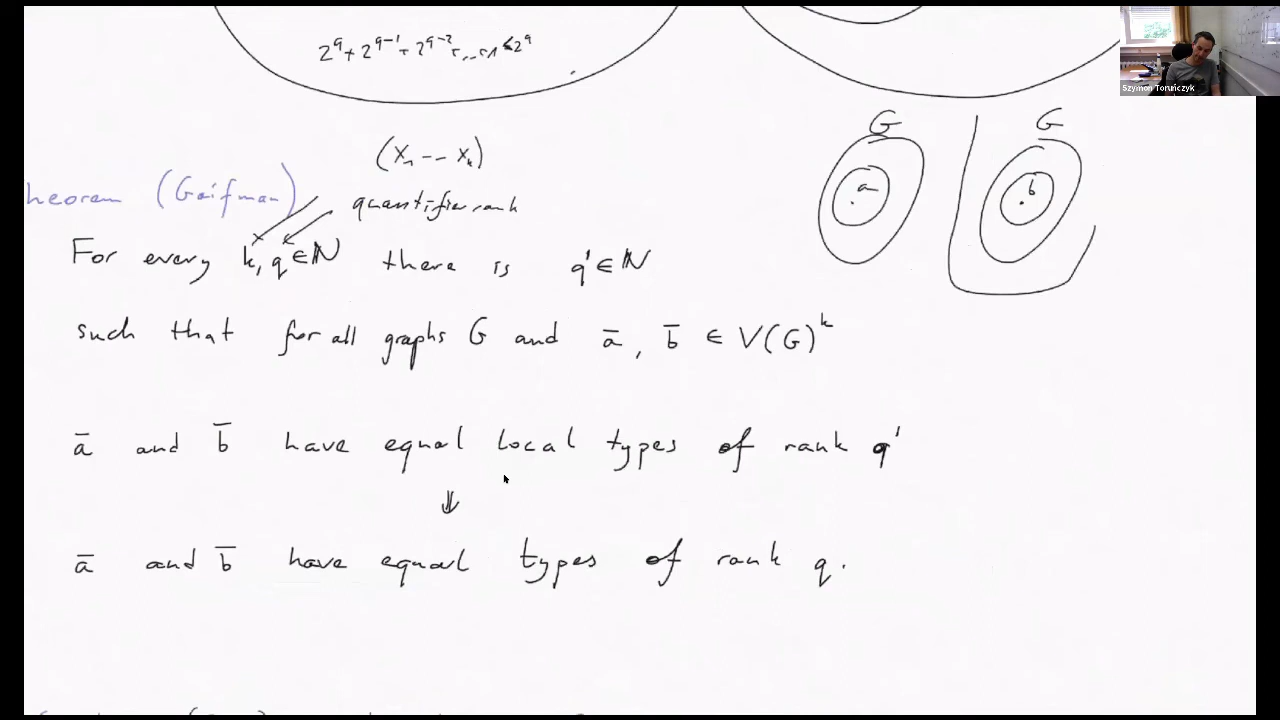 2^q + 2^{q-1} + 2^{q-2} + ... + 1 ≤ 2^q
Szymon Toruńczyk
G
G
a
b
(x_1 -- x_k)
heorem (Gaifman)
quantifier rank
For every k, q ∈ ℕ there is q' ∈ ℕ
such that for all graphs G and ā, b̄ ∈ V(G)^k
ā and b̄ have equal local types of rank q'
⇓
ā and b̄ have equal types of rank q.